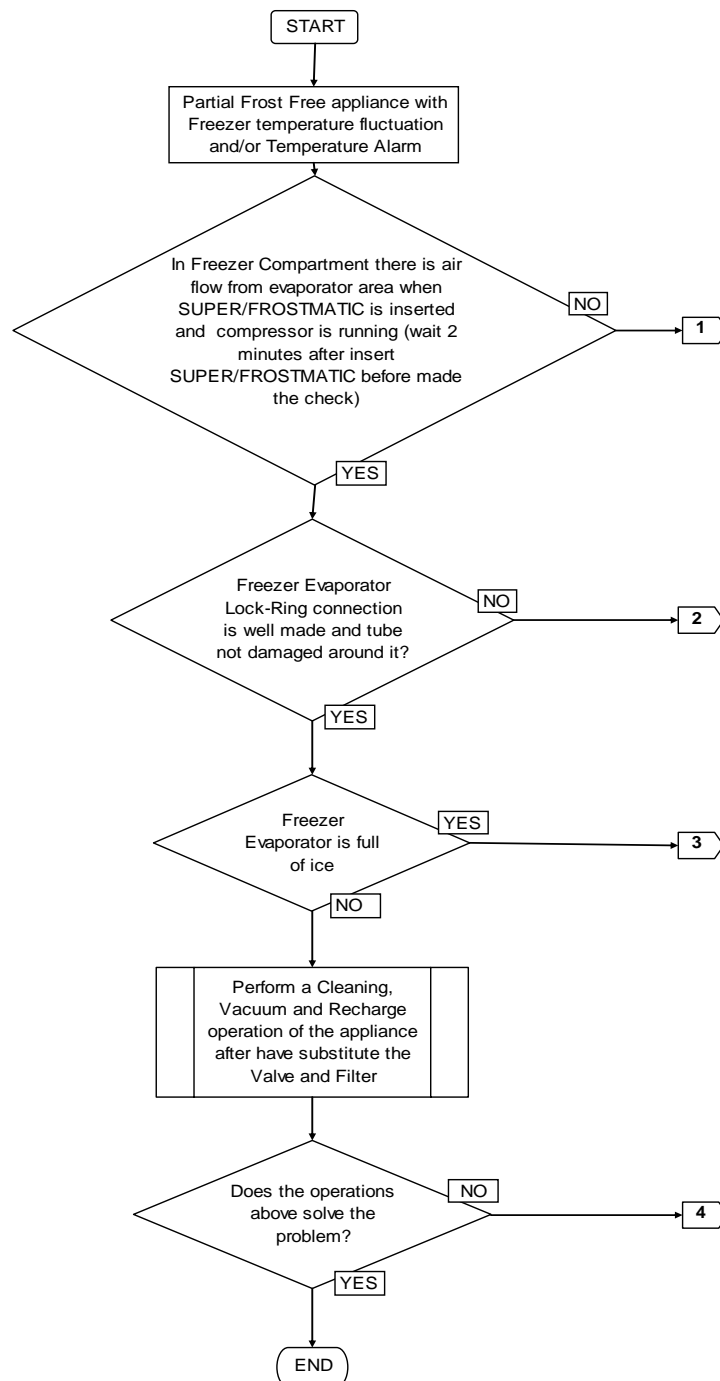 START
Partial Frost Free appliance with
Freezer temperature fluctuation
and/or Temperature Alarm
In Freezer Compartment there is air
flow from evaporator area when
SUPER/FROSTMATIC is inserted
and compressor is running (wait 2
minutes after insert
SUPER/FROSTMATIC before made
the check)
NO
1
YES
Freezer Evaporator
Lock-Ring connection
is well made and tube
not damaged around it?
NO
2
YES
Freezer
Evaporator is full
of ice
YES
3
NO
Perform a Cleaning,
Vacuum and Recharge
operation of the appliance
after have substitute the
Valve and Filter
Does the operations
above solve the
problem?
NO
4
YES
END